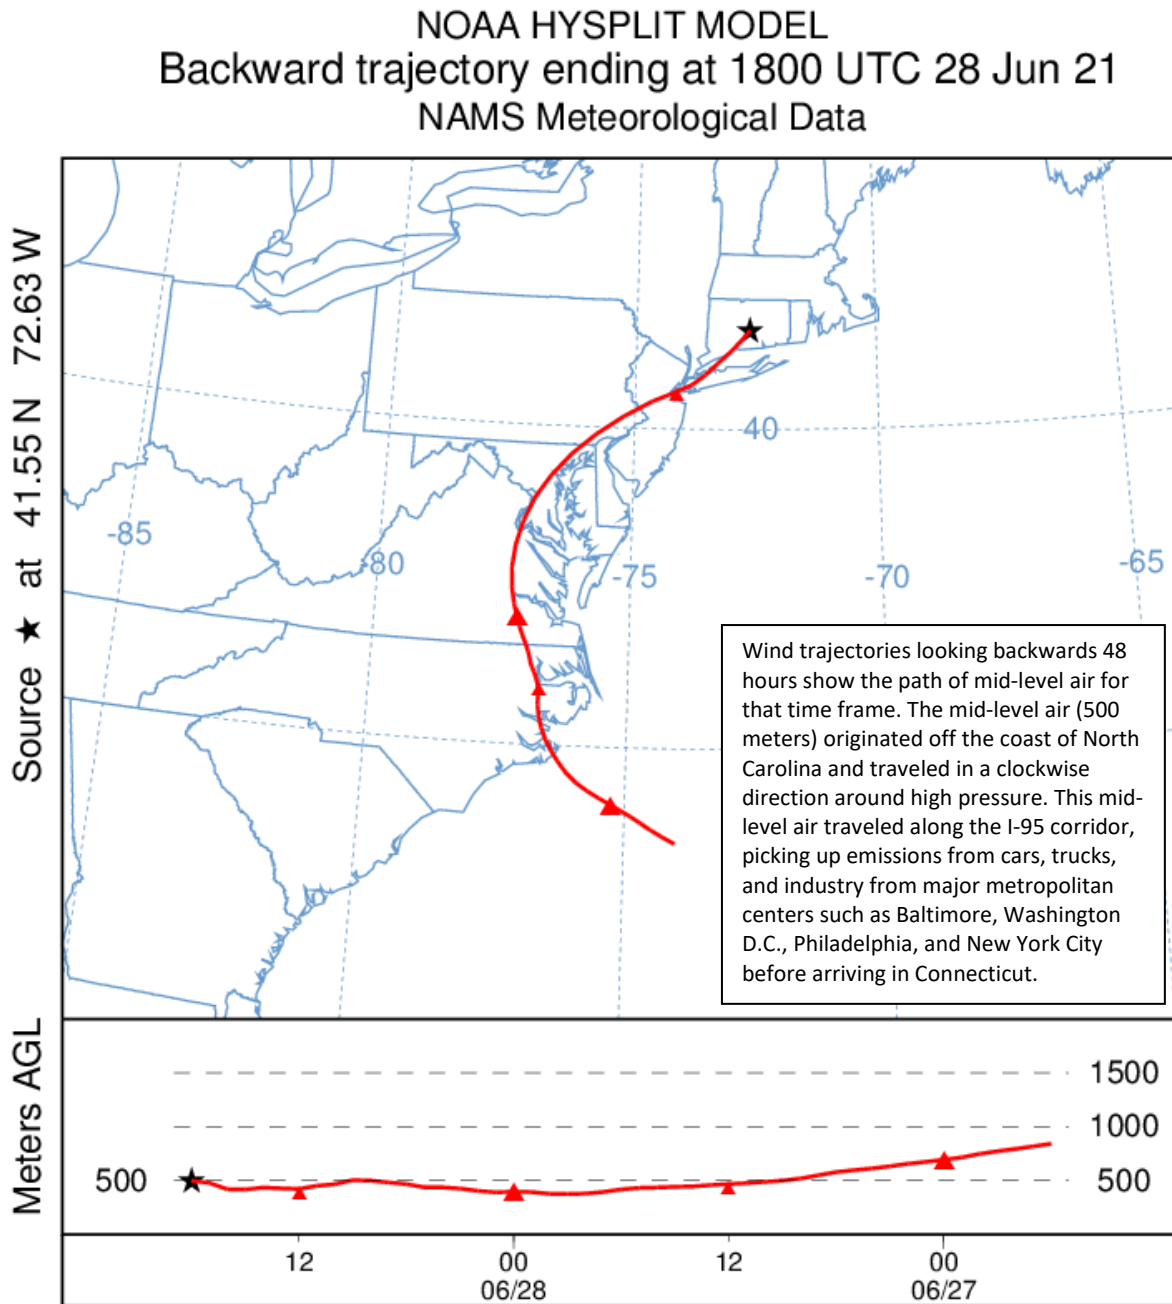 NOAA HYSPLIT MODEL
Backward trajectory ending at 1800 UTC 28 Jun 21
NAMS Meteorological Data
Source ★ at 41.55 N 72.63 W
40
-85
-80
-75
-70
-65
Wind trajectories looking backwards 48
hours show the path of mid-level air for
that time frame. The mid-level air (500
meters) originated off the coast of North
Carolina and traveled in a clockwise
direction around high pressure. This mid-
level air traveled along the I-95 corridor,
picking up emissions from cars, trucks,
and industry from major metropolitan
centers such as Baltimore, Washington
D.C., Philadelphia, and New York City
before arriving in Connecticut.
Meters AGL
1500
1000
500
500
12
00
12
00
06/28
06/27